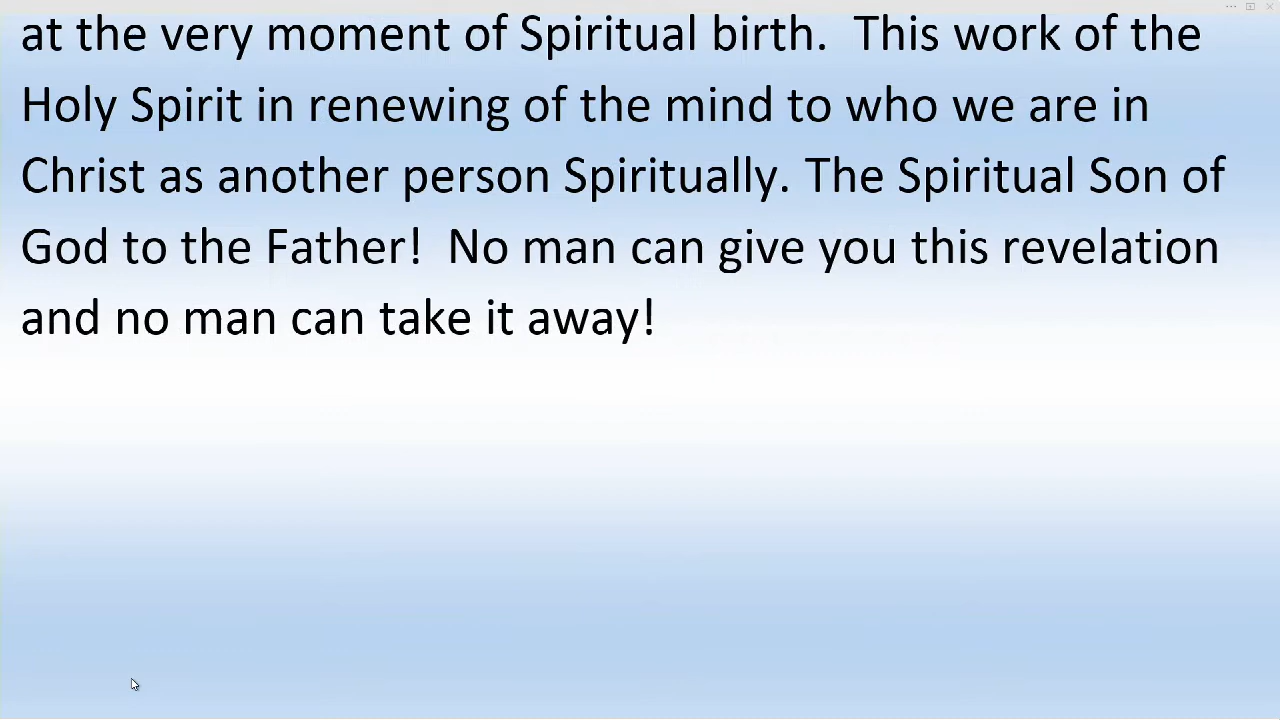 at the very moment of Spiritual birth.  This work of the
Holy Spirit in renewing of the mind to who we are in
Christ as another person Spiritually. The Spiritual Son of
God to the Father!  No man can give you this revelation
and no man can take it away!